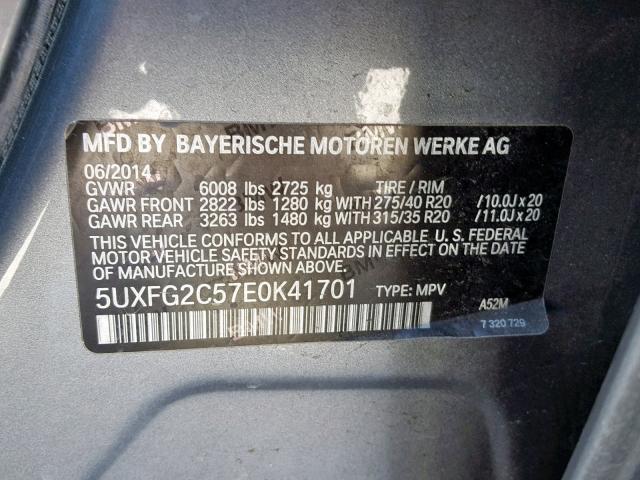 MFD BY BAYERISCHE MOTOREN WERKE AG
06/2014
GVWR 6008 lbs 2725 kg TIRE / RIM
GAWR FRONT 2822 lbs 1280 kg WITH 275/40 R20 /10.0J x 20
GAWR REAR 3263 lbs 1480 kg WITH 315/35 R20 /11.0J x 20
THIS VEHICLE CONFORMS TO ALL APPLICABLE U. S. FEDERAL
MOTOR VEHICLE SAFETY STANDARDS IN EFFECT ON THE DATE
OF MANUFACTURE SHOWN ABOVE.
5UXFG2C57E0K41701 TYPE: MPV
A52M
7 320 729